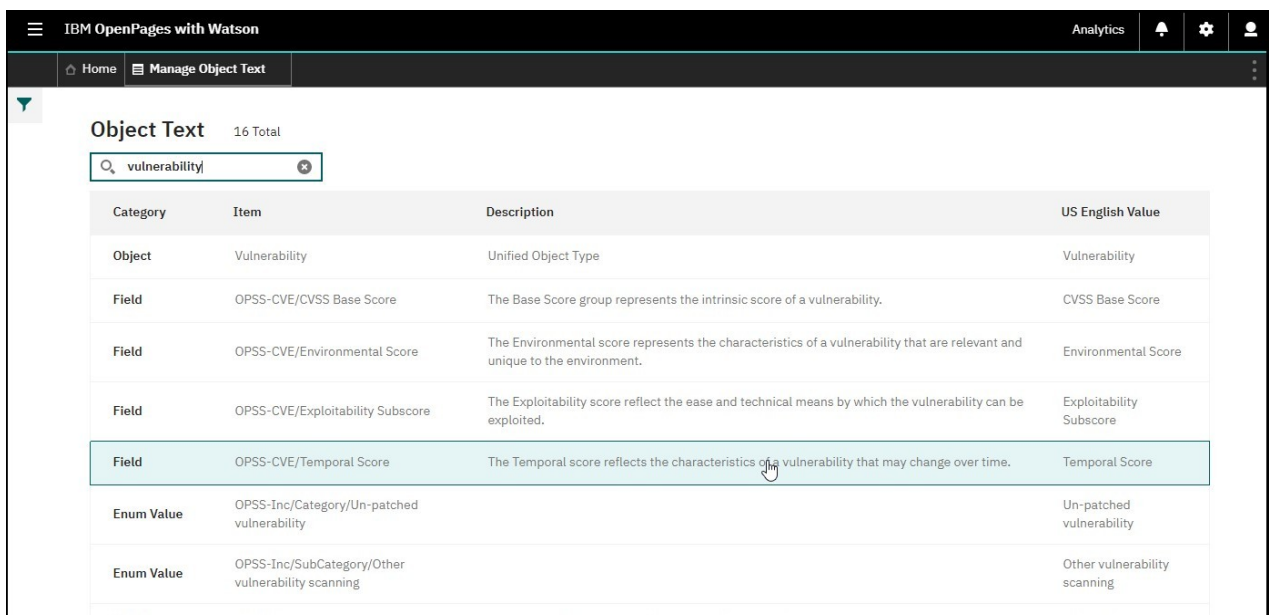 IBM OpenPages with Watson
Analytics
Home
Manage Object Text
Object Text
16 Total
vulnerability
Category Item Description US English Value
Object Vulnerability Unified Object Type Vulnerability
Field OPSS-CVE/CVSS Base Score The Base Score group represents the intrinsic score of a vulnerability. CVSS Base Score
Field OPSS-CVE/Environmental Score The Environmental score represents the characteristics of a vulnerability that are relevant and
unique to the environment. Environmental Score
Field OPSS-CVE/Exploitability Subscore The Exploitability score reflect the ease and technical means by which the vulnerability can be
exploited. Exploitability
Subscore
Field OPSS-CVE/Temporal Score The Temporal score reflects the characteristics of a vulnerability that may change over time. Temporal Score
Enum Value OPSS-Inc/Category/Un-patched
vulnerability Un-patched
vulnerability
Enum Value OPSS-Inc/SubCategory/Other
vulnerability scanning Other vulnerability
scanning